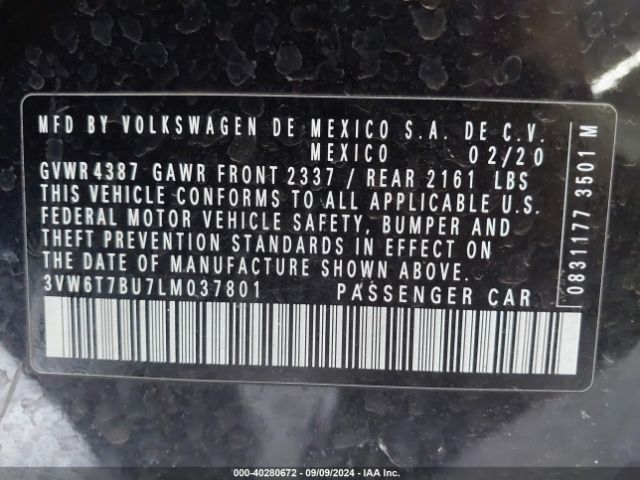 MFD BY VOLKSWAGEN DE MEXICO S.A. DE C.V.
MEXICO 02/20
GVWR 4387 GAWR FRONT 2337 / REAR 2161 LBS
THIS VEHICLE CONFORMS TO ALL APPLICABLE U.S.
FEDERAL MOTOR VEHICLE SAFETY, BUMPER AND
THEFT PREVENTION STANDARDS IN EFFECT ON
THE DATE OF MANUFACTURE SHOWN ABOVE.
3VW6T7BU7LM037801 PASSENGER CAR
0831177 3501 M
000-40280672 - 09/09/2024 - IAA Inc.